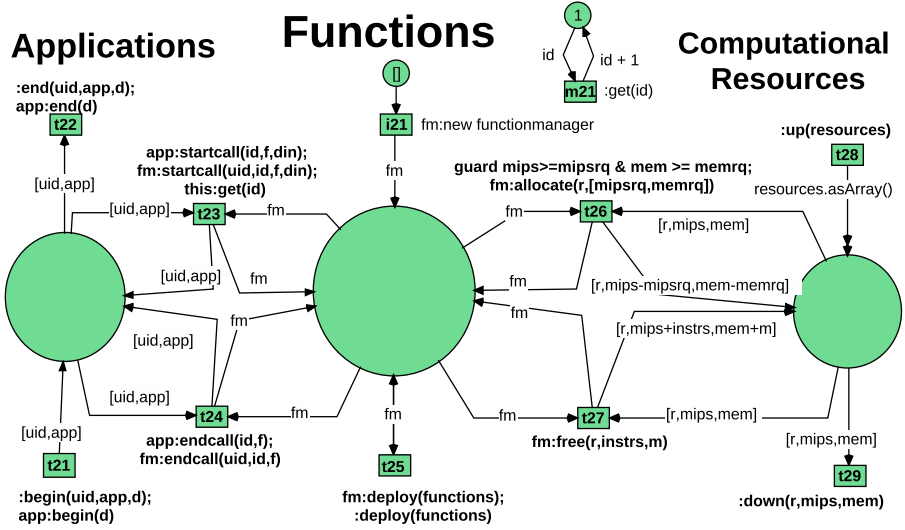 Applications
Functions
Computational
Resources
1
id
id + 1
m21
:get(id)
[]
i21
fm:new functionmanager
fm
:end(uid,app,d);
app:end(d)
t22
[uid,app]
app:startcall(id,f,din);
fm:startcall(uid,id,f,din);
this:get(id)
[uid,app]
t23
fm
[uid,app]
fm
fm
[uid,app]
[uid,app]
t24
fm
app:endcall(id,f);
fm:endcall(uid,id,f)
[uid,app]
t21
:begin(uid,app,d);
app:begin(d)
fm
t25
fm:deploy(functions);
:deploy(functions)
guard mips>=mipsrq & mem >= memrq;
fm:allocate(r,[mipsrq,memrq])
fm
t26
[r,mips,mem]
fm
[r,mips-mipsrq,mem-memrq]
fm
[r,mips+instrs,mem+m]
fm
t27
[r,mips,mem]
fm:free(r,instrs,m)
:up(resources)
t28
resources.asArray()
[r,mips,mem]
t29
:down(r,mips,mem)